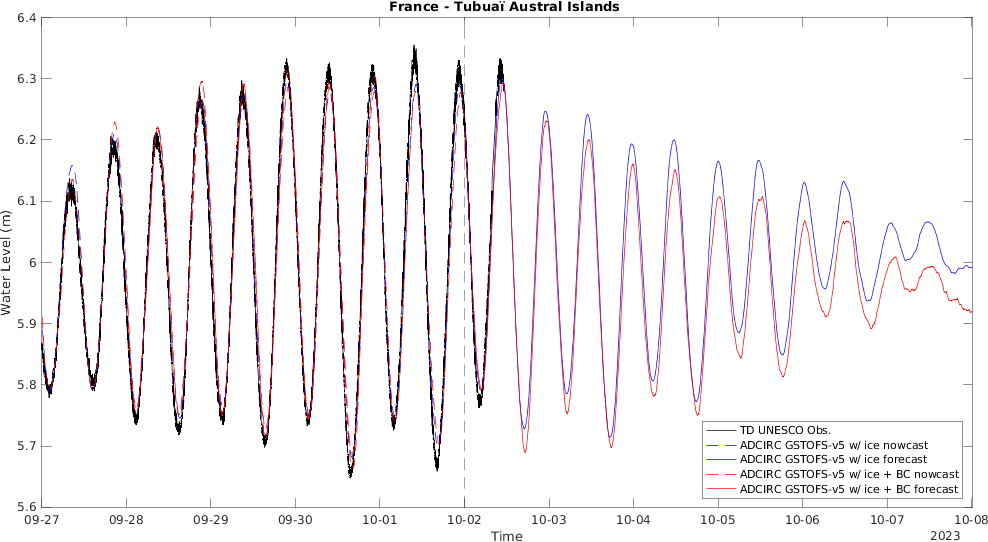 France - Tubuaï Austral Islands
Water Level (m)
6.4
6.3
6.2
6.1
6
5.9
5.8
5.7
5.6
TD UNESCO Obs.
ADCIRC GSTOFS-v5 w/ ice nowcast
ADCIRC GSTOFS-v5 w/ ice forecast
ADCIRC GSTOFS-v5 w/ ice + BC nowcast
ADCIRC GSTOFS-v5 w/ ice + BC forecast
09-27 09-28 09-29 09-30 10-01 10-02 10-03 10-04 10-05 10-06 10-07 10-08
Time
2023